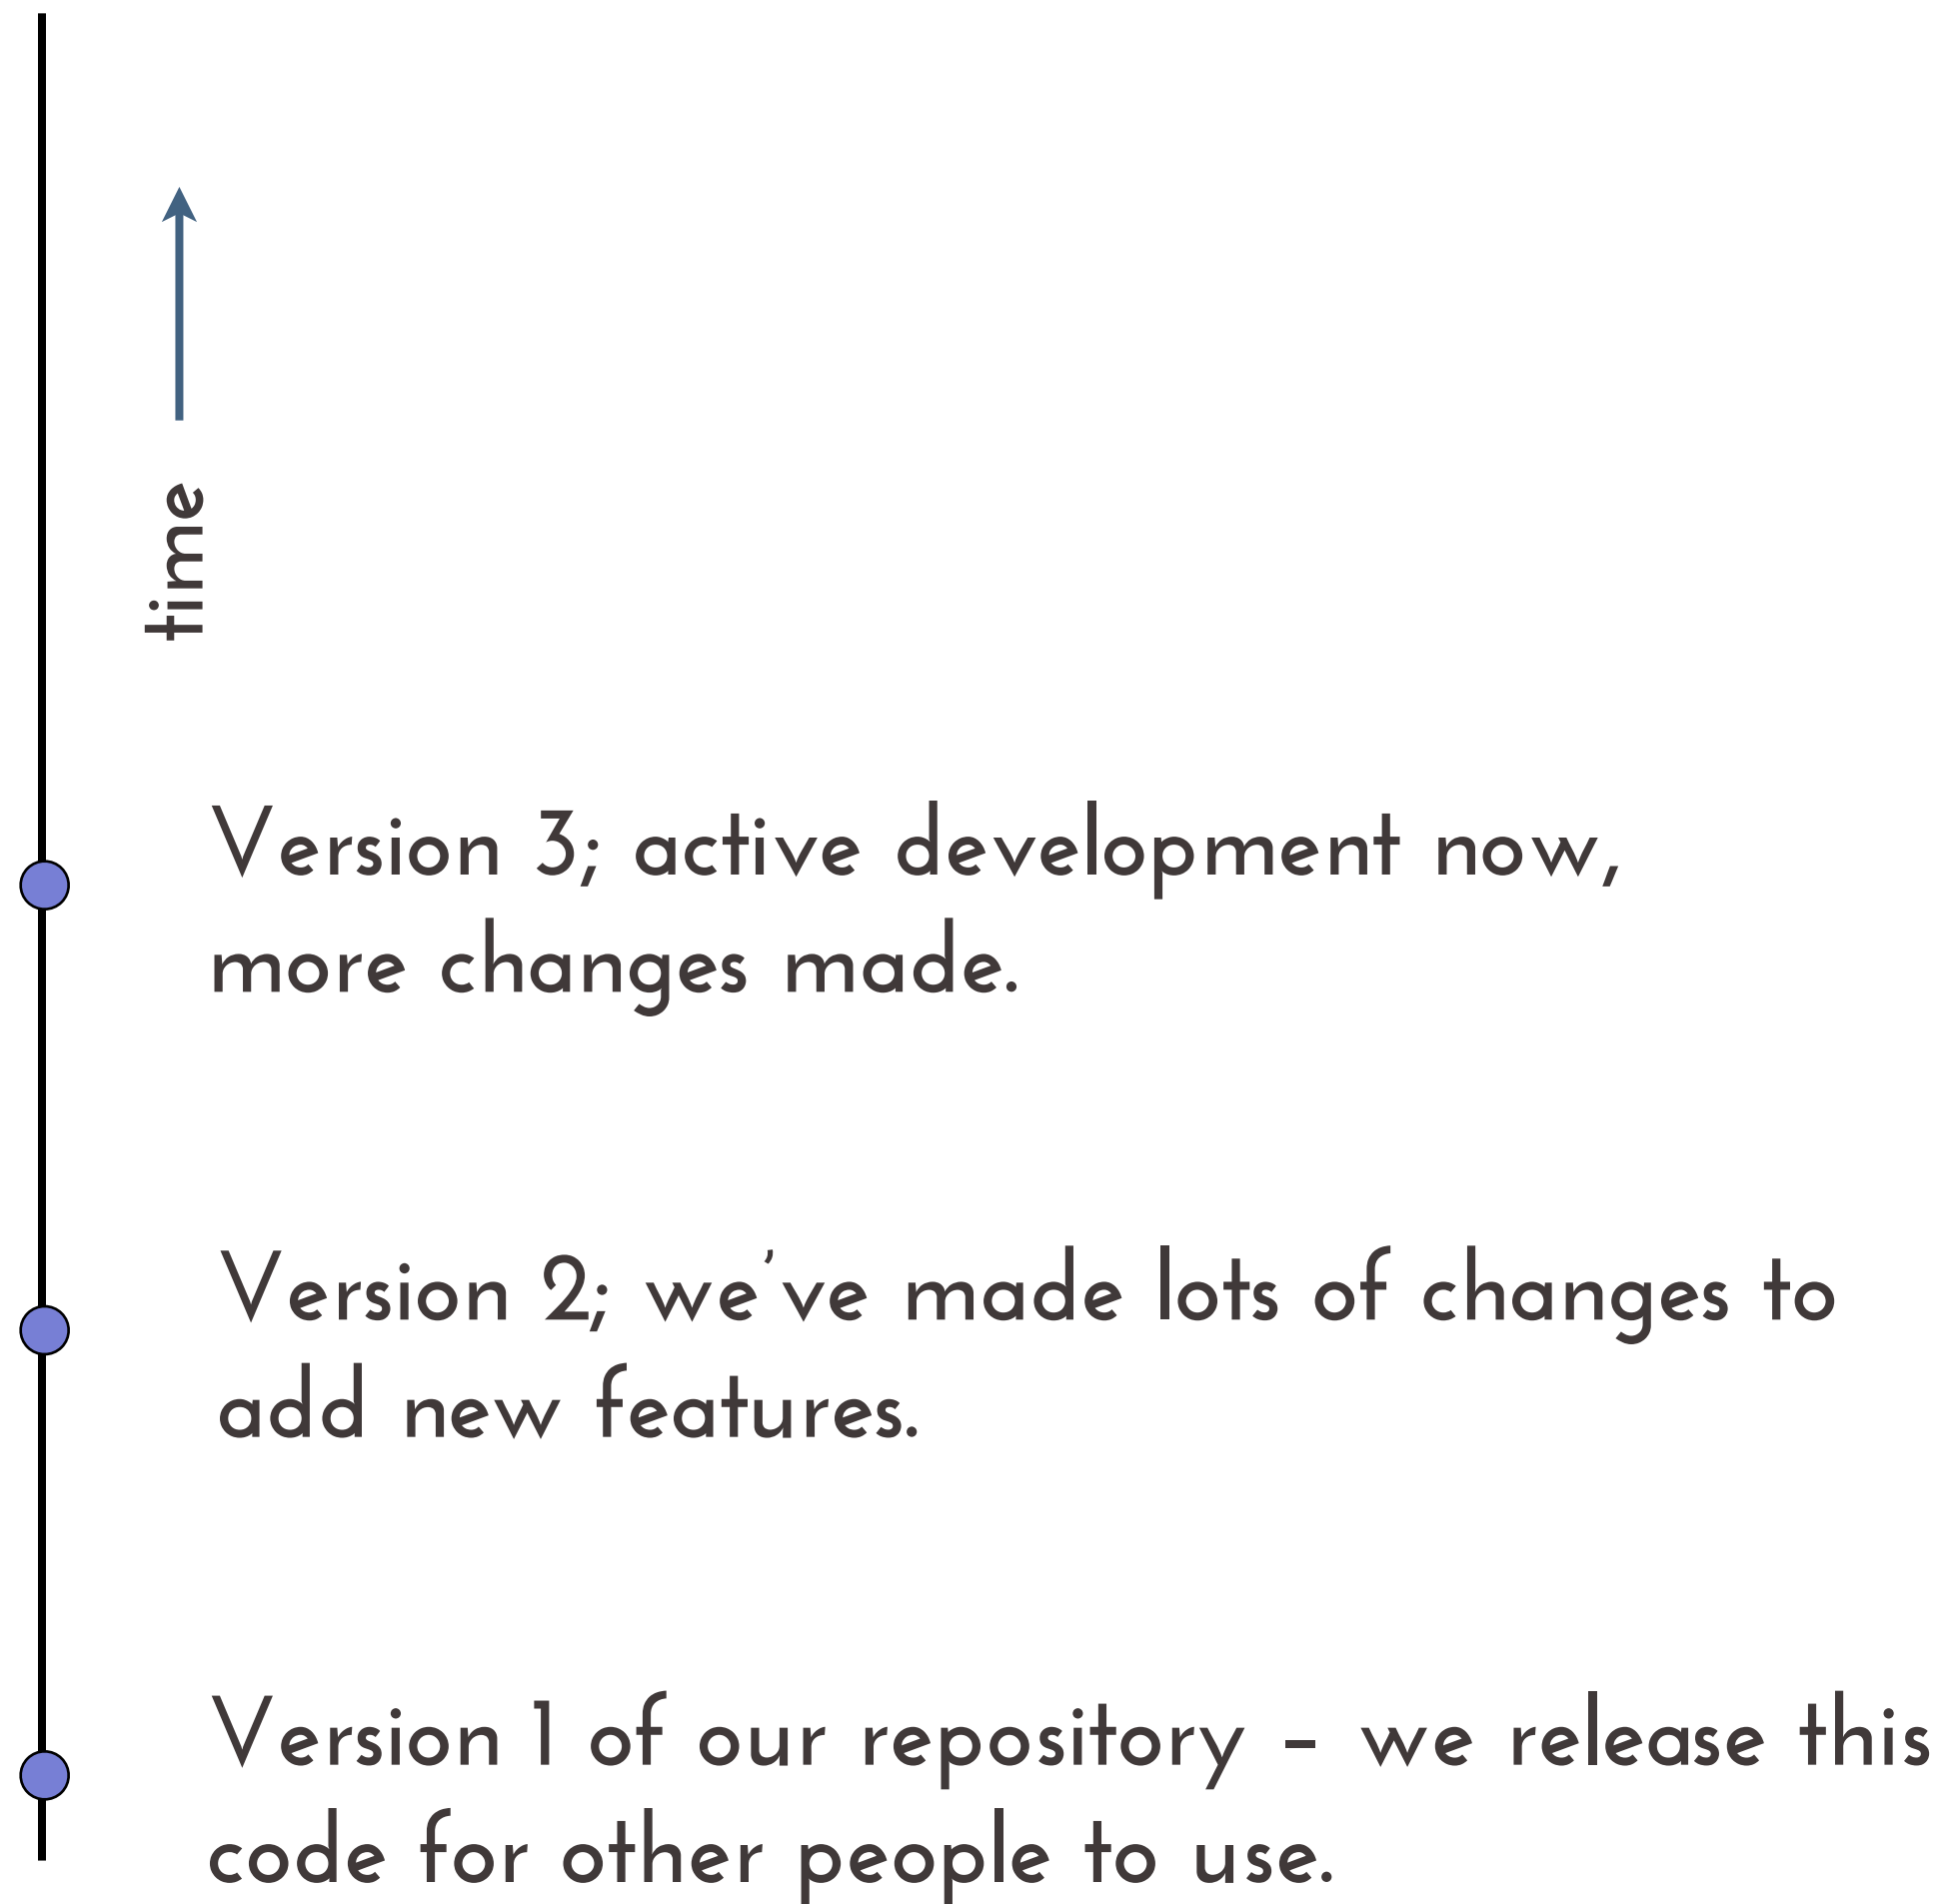 time
Version 3; active development now,
more changes made.
Version 2; we've made lots of changes to
add new features.
Version 1 of our repository - we release this
code for other people to use.